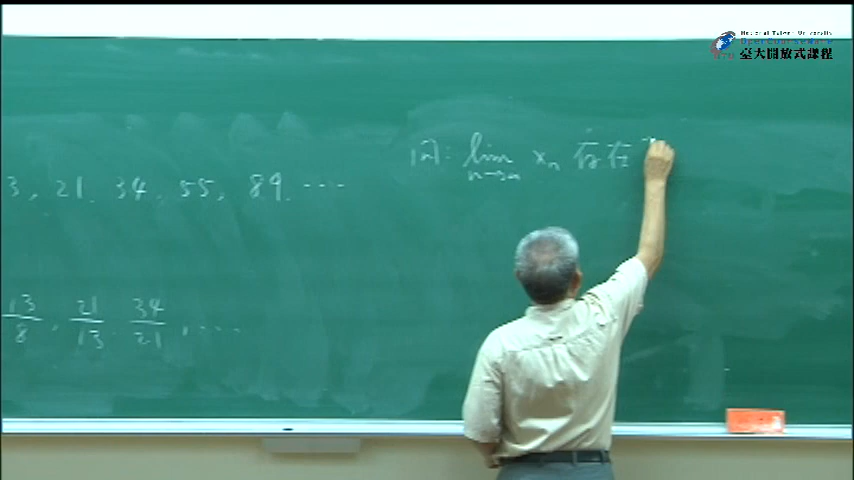 National Taiwan University
OpenCourseWare
臺大開放式課程
3, 21, 34, 55, 89, ……
問: lim x_n 存在
n→∞
13/8, 21/13, 34/21, ……